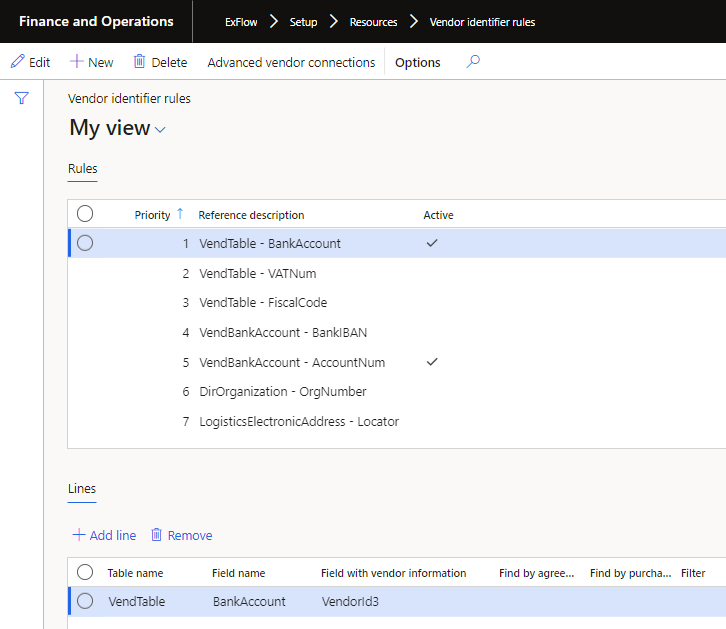 Finance and Operations ExFlow Setup Resources Vendor identifier rules
Edit New Delete Advanced vendor connections Options
Vendor identifier rules
My view
Rules
Priority Reference description Active
1 VendTable - BankAccount
2 VendTable - VATNum
3 VendTable - FiscalCode
4 VendBankAccount - BankIBAN
5 VendBankAccount - AccountNum
6 DirOrganization - OrgNumber
7 LogisticsElectronicAddress - Locator
Lines
Add line Remove
Table name Field name Field with vendor information Find by agree... Find by purcha... Filter
VendTable BankAccount VendorId3